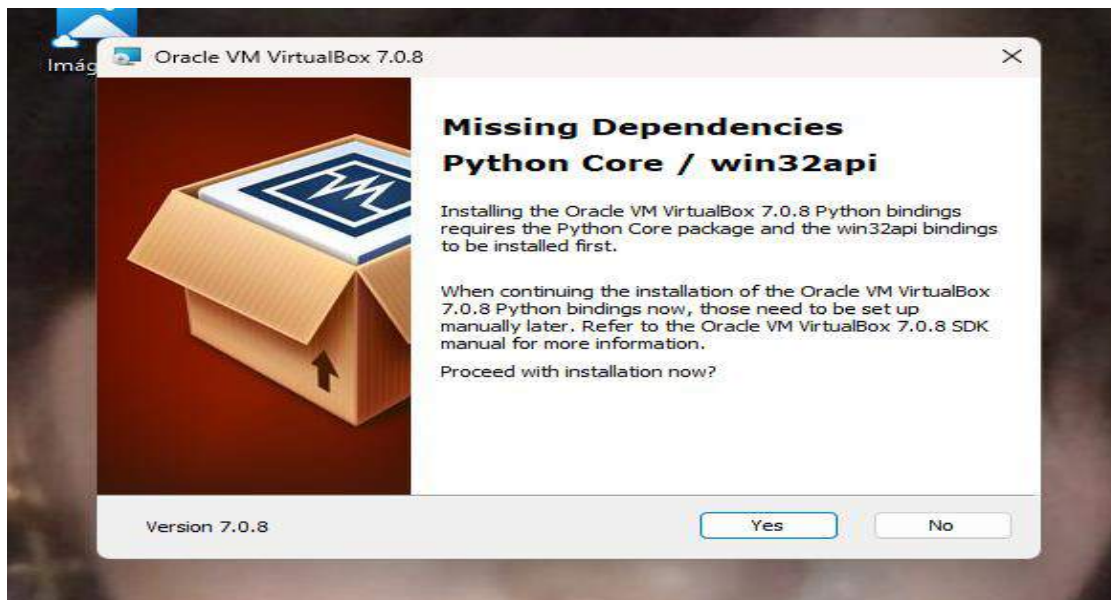 Imág
Oracle VM VirtualBox 7.0.8
Missing Dependencies
Python Core / win32api
Installing the Oracle VM VirtualBox 7.0.8 Python bindings
requires the Python Core package and the win32api bindings
to be installed first.
When continuing the installation of the Oracle VM VirtualBox
7.0.8 Python bindings now, those need to be set up
manually later. Refer to the Oracle VM VirtualBox 7.0.8 SDK
manual for more information.
Proceed with installation now?
Version 7.0.8
Yes
No